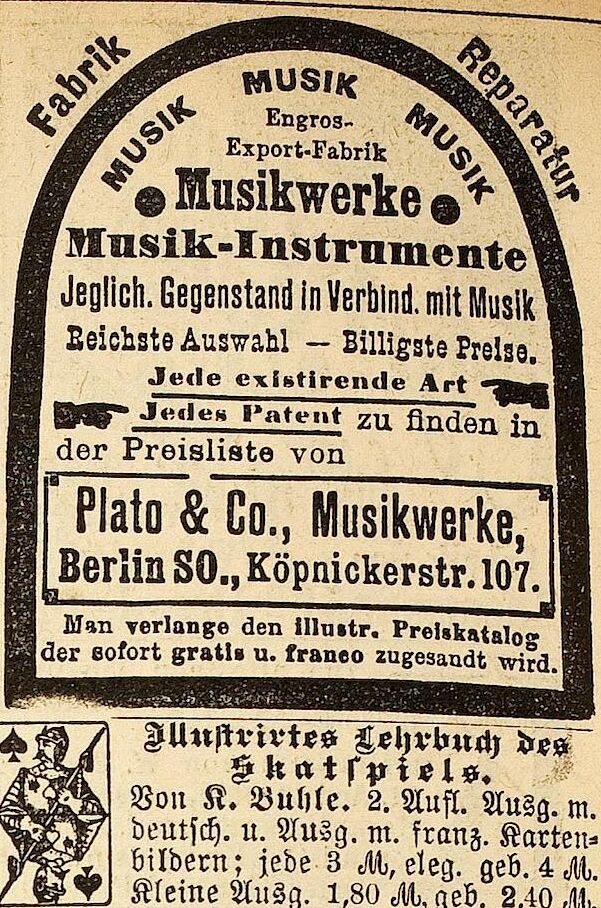 Fabrik
Reparatur
MUSIK
MUSIK
MUSIK
Engros-
Export-Fabrik
Musikwerke
Musik-Instrumente
Jeglich. Gegenstand in Verbind. mit Musik
Reichste Auswahl — Billigste Preise.
Jede existirende Art
Jedes Patent zu finden in
der Preisliste von
Plato & Co., Musikwerke,
Berlin SO., Köpnickerstr. 107.
Man verlange den illustr. Preiskatalog
der sofort gratis u. franco zugesandt wird.
Illuſtrirtes Lehrbuch des
Skatſpiels.
Von K. Buhle. 2. Aufl. Ausg. m.
deutſch. u. Ausg. m. franz. Karten-
bildern; jede 3 M, eleg. geb. 4 M.
Kleine Ausg. 1,80 M, geb. 2,40 M.